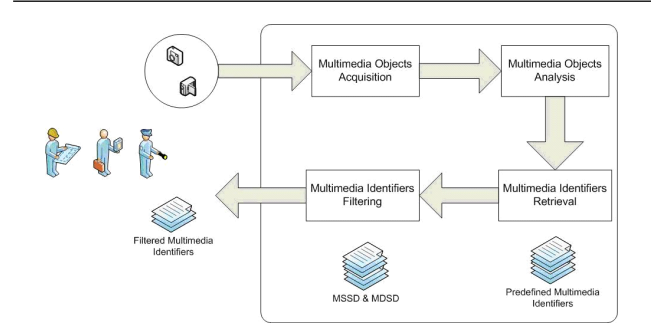 Multimedia Objects
Acquisition
Multimedia Objects
Analysis
Multimedia Identifiers
Filtering
Multimedia Identifiers
Retrieval
Filtered Multimedia
Identifiers
MSSD & MDSD
Predefined Multimedia
Identifiers